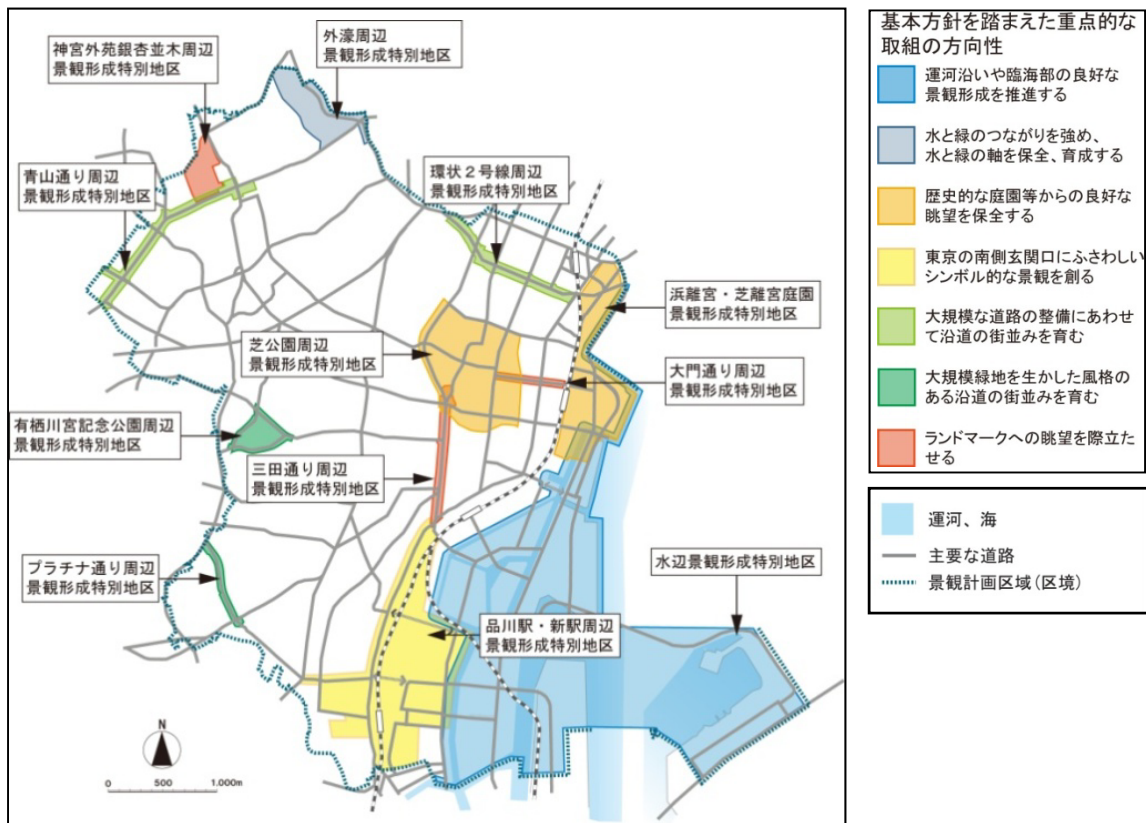 神宮外苑銀杏並木周辺
景観形成特別地区
外濠周辺
景観形成特別地区
青山通り周辺
景観形成特別地区
環状２号線周辺
景観形成特別地区
浜離宮・芝離宮庭園
景観形成特別地区
芝公園周辺
景観形成特別地区
大門通り周辺
景観形成特別地区
有栖川宮記念公園周辺
景観形成特別地区
三田通り周辺
景観形成特別地区
プラチナ通り周辺
景観形成特別地区
水辺景観形成特別地区
品川駅・新駅周辺
景観形成特別地区
N
0 500 1,000m
基本方針を踏まえた重点的な
取組の方向性
運河沿いや臨海部の良好な
景観形成を推進する
水と緑のつながりを強め、
水と緑の軸を保全、育成する
歴史的な庭園等からの良好な
眺望を保全する
東京の南側玄関口にふさわしい
シンボル的な景観を創る
大規模な道路の整備にあわせ
て沿道の街並みを育む
大規模緑地を生かした風格の
ある沿道の街並みを育む
ランドマークへの眺望を際立た
せる
運河、海
主要な道路
景観計画区域（区境）